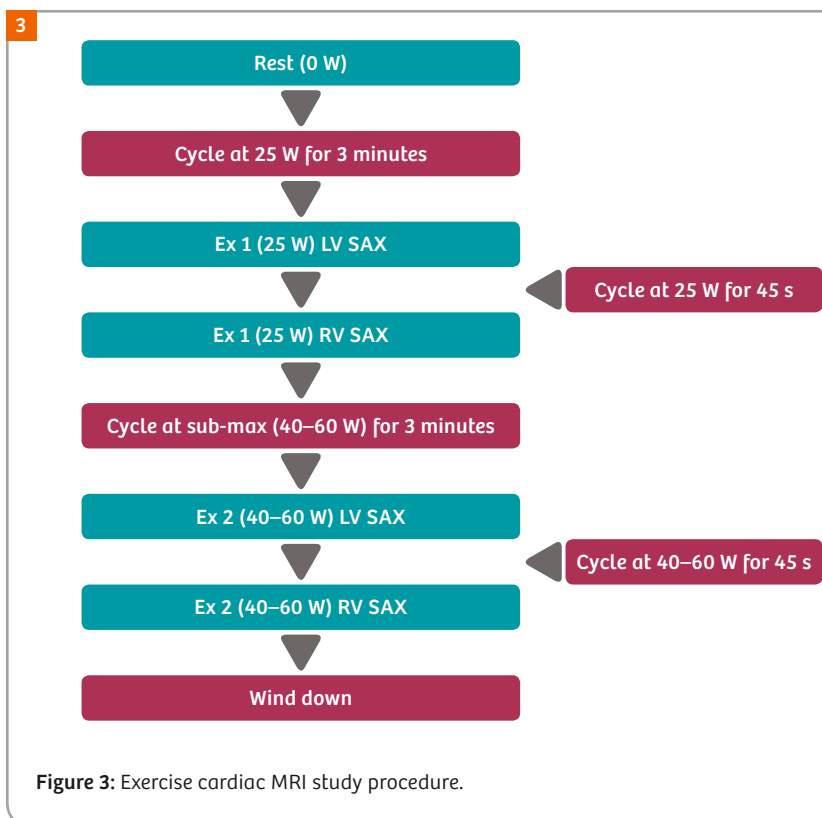 3
Rest (0 W)
Cycle at 25 W for 3 minutes
Ex 1 (25 W) LV SAX
Cycle at 25 W for 45 s
Ex 1 (25 W) RV SAX
Cycle at sub-max (40–60 W) for 3 minutes
Ex 2 (40–60 W) LV SAX
Cycle at 40–60 W for 45 s
Ex 2 (40–60 W) RV SAX
Wind down
Figure 3: Exercise cardiac MRI study procedure.